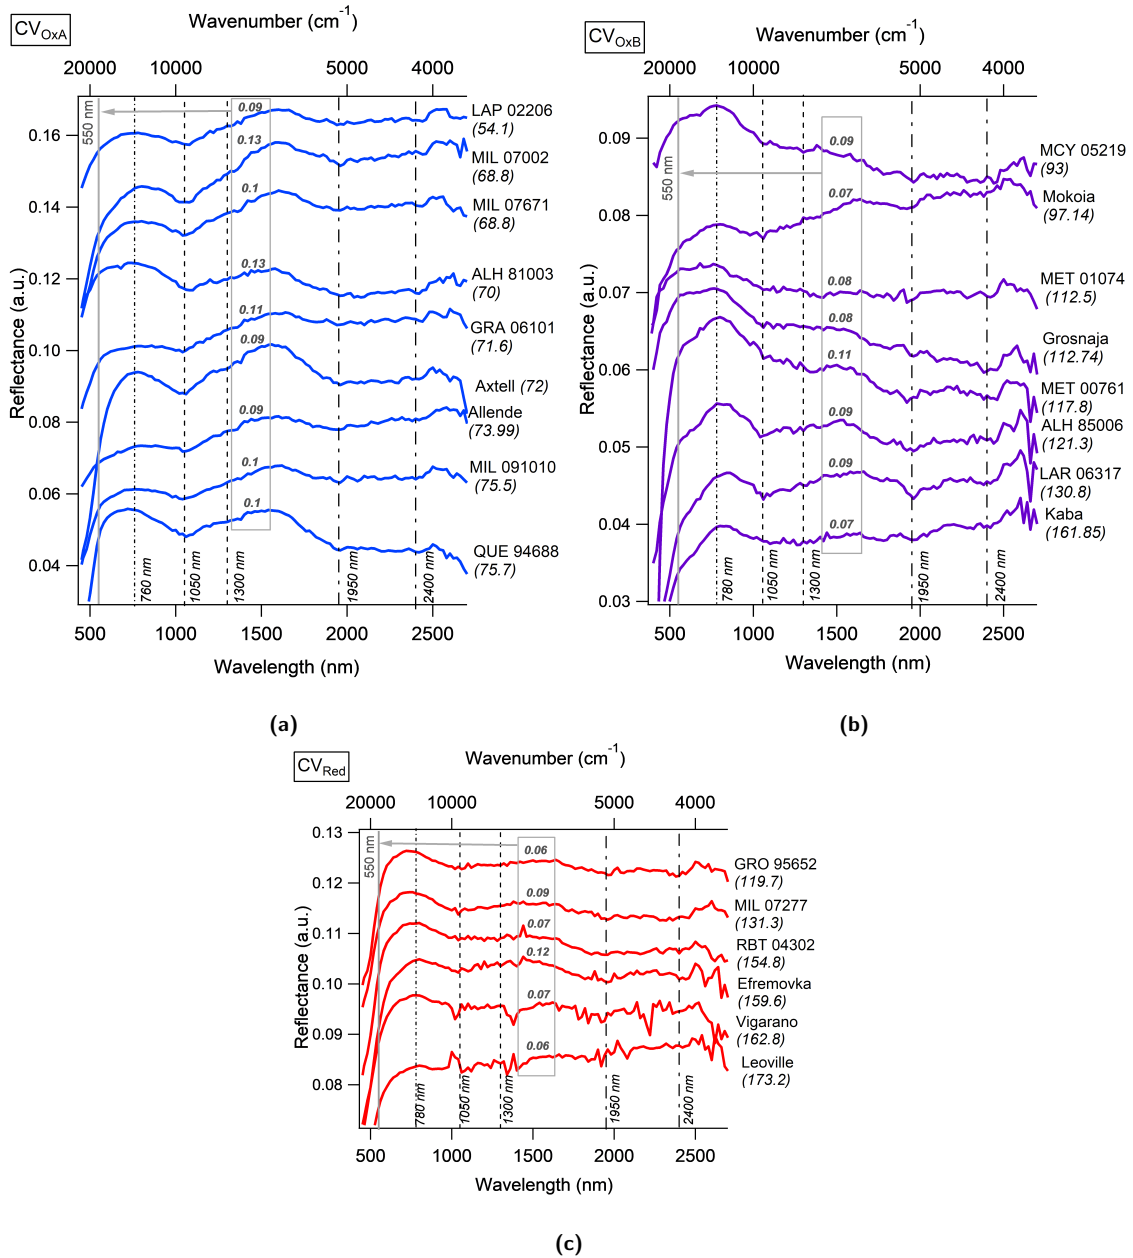 CV_OxA
Wavenumber (cm⁻¹)
20000 10000 5000 4000
550 nm
0.16
0.14
0.12
0.10
0.08
0.06
0.04
Reflectance (a.u.)
0.09
0.13
0.1
0.13
0.11
0.09
0.09
0.1
0.1
LAP 02206
(54.1)
MIL 07002
(68.8)
MIL 07671
(68.8)
ALH 81003
(70)
GRA 06101
(71.6)
Axtell (72)
Allende
(73.99)
MIL 091010
(75.5)
QUE 94688
(75.7)
760 nm
1050 nm
1300 nm
1950 nm
2400 nm
500 1000 1500 2000 2500
Wavelength (nm)
(a)
CV_OxB
Wavenumber (cm⁻¹)
20000 10000 5000 4000
550 nm
0.09
0.08
0.07
0.06
0.05
0.04
0.03
Reflectance (a.u.)
0.09
0.07
0.08
0.08
0.11
0.09
0.09
0.07
MCY 05219
(93)
Mokoia
(97.14)
MET 01074
(112.5)
Grosnaja
(112.74)
MET 00761
(117.8)
ALH 85006
(121.3)
LAR 06317
(130.8)
Kaba
(161.85)
780 nm
1050 nm
1300 nm
1950 nm
2400 nm
500 1000 1500 2000 2500
Wavelength (nm)
(b)
CV_Red
Wavenumber (cm⁻¹)
20000 10000 5000 4000
550 nm
0.13
0.12
0.11
0.10
0.09
0.08
Reflectance (a.u.)
0.06
0.09
0.07
0.12
0.07
0.06
GRO 95652
(119.7)
MIL 07277
(131.3)
RBT 04302
(154.8)
Efremovka
(159.6)
Vigarano
(162.8)
Leoville
(173.2)
780 nm
1050 nm
1300 nm
1950 nm
2400 nm
500 1000 1500 2000 2500
Wavelength (nm)
(c)